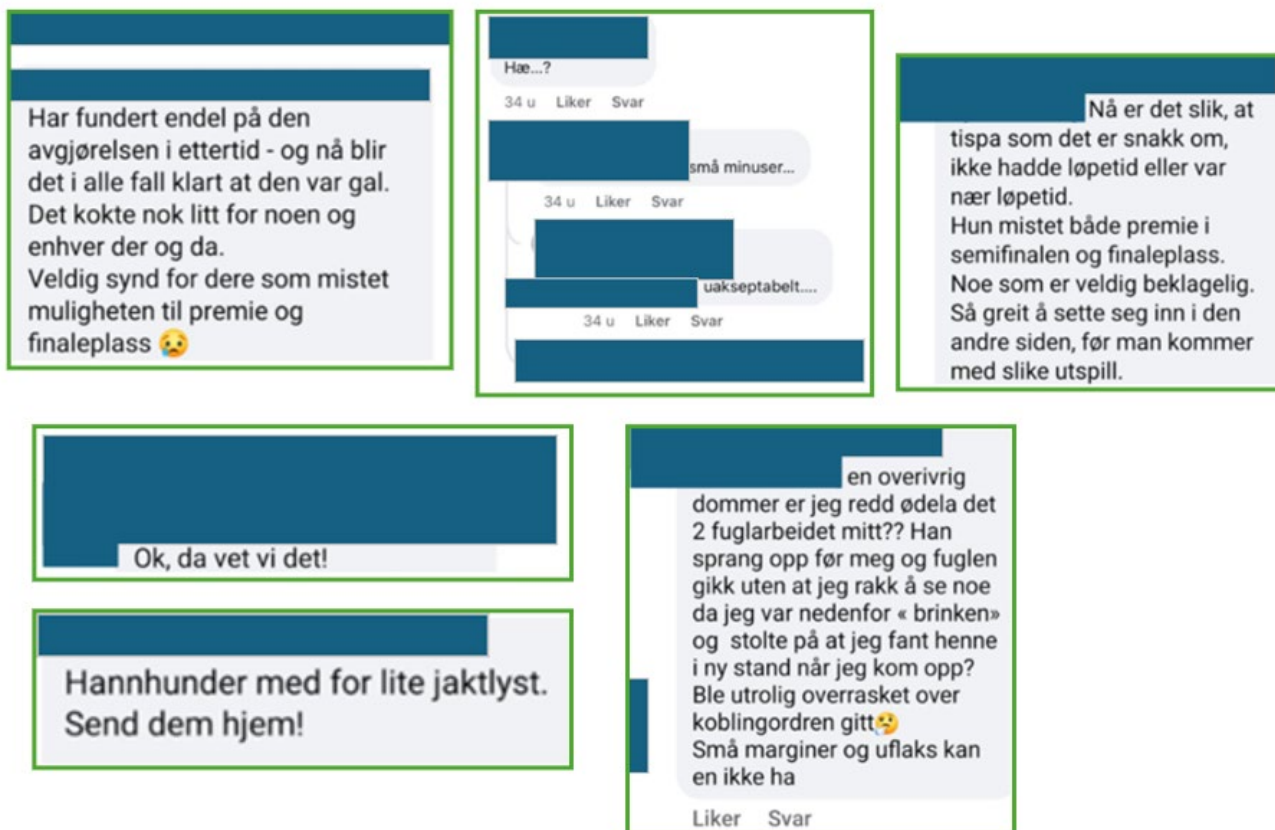 Har fundert endel på den
avgjørelsen i ettertid - og nå blir
det i alle fall klart at den var gal.
Det kokte nok litt for noen og
enhver der og da.
Veldig synd for dere som mistet
muligheten til premie og
finaleplass 😥
Hæ...?
34 u Liker Svar
små minuser...
34 u Liker Svar
uakseptabelt....
34 u Liker Svar
Nå er det slik, at
tispa som det er snakk om,
ikke hadde løpetid eller var
nær løpetid.
Hun mistet både premie i
semifinalen og finaleplass.
Noe som er veldig beklagelig.
Så greit å sette seg inn i den
andre siden, før man kommer
med slike utspill.
Ok, da vet vi det!
Hannhunder med for lite jaktlyst.
Send dem hjem!
en overivrig
dommer er jeg redd ødela det
2 fuglarbeidet mitt?? Han
sprang opp før meg og fuglen
gikk uten at jeg rakk å se noe
da jeg var nedenfor « brinken»
og stolte på at jeg fant henne
i ny stand når jeg kom opp?
Ble utrolig overrasket over
koblingordren gitt🤔
Små marginer og uflaks kan
en ikke ha
Liker Svar